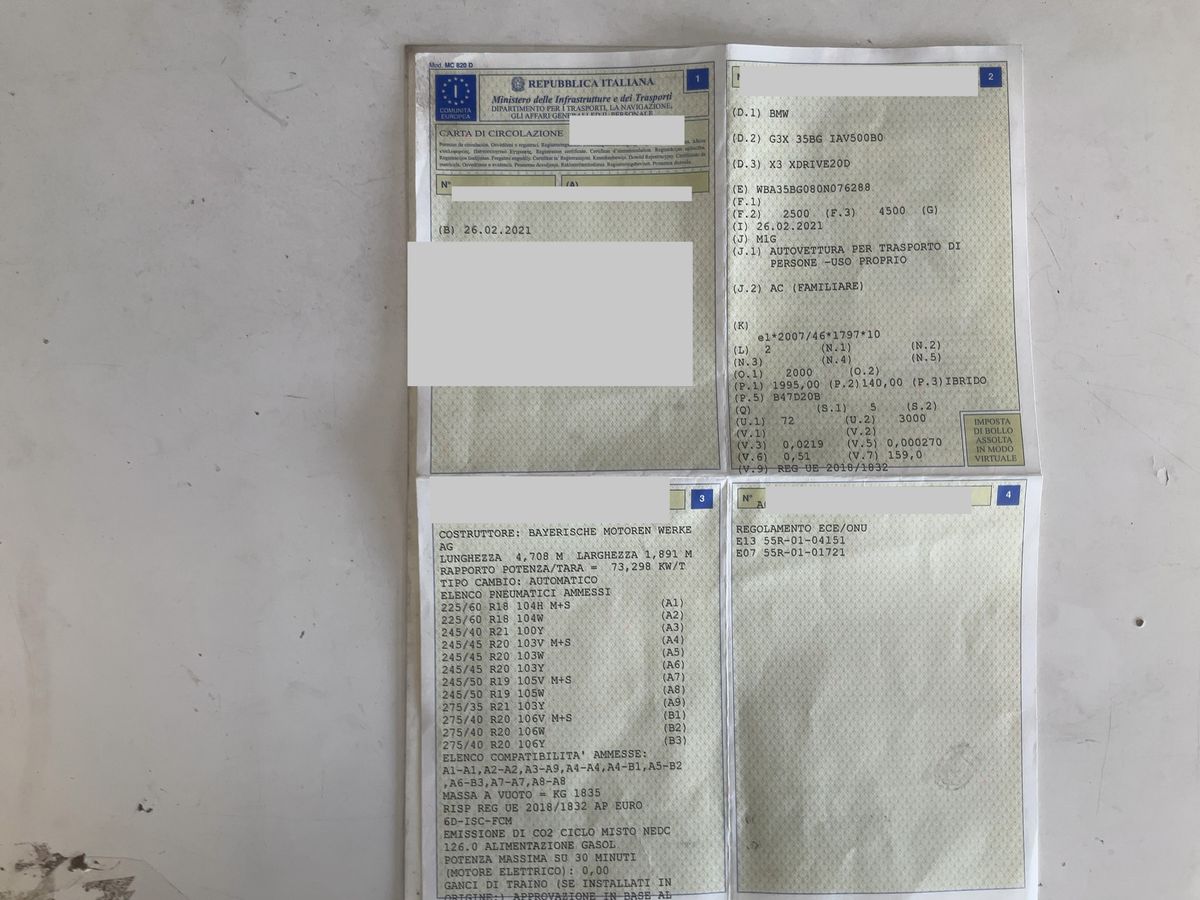 Mod. MC 820 D
1
COMUNITÀ
EUROPEA
REPUBBLICA ITALIANA
Ministero delle Infrastrutture e dei Trasporti
DIPARTIMENTO PER I TRASPORTI, LA NAVIGAZIONE,
GLI AFFARI GENERALI ED IL PERSONALE
CARTA DI CIRCOLAZIONE
N° (A)
(B) 26.02.2021
2
(D.1) BMW
(D.2) G3X 35BG IAV500B0
(D.3) X3 XDRIVE20D
(E) WBA35BG080N076288
(F.1)
(F.2) 2500 (F.3) 4500 (G)
(I) 26.02.2021
(J) M1G
(J.1) AUTOVETTURA PER TRASPORTO DI
PERSONE -USO PROPRIO
(J.2) AC (FAMILIARE)
(K)
e1*2007/46*1797*10
(L) 2 (N.1) (N.2)
(N.3) (N.4) (N.5)
(O.1) 2000 (O.2)
(P.1) 1995,00 (P.2)140,00 (P.3)IBRIDO
(P.5) B47D20B
(Q) (S.1) 5 (S.2)
(U.1) 72 (U.2) 3000
(V.1) (V.2)
(V.3) 0,0219 (V.5) 0,000270
(V.6) 0,51 (V.7) 159,0
(V.9) REG UE 2018/1832
IMPOSTA
DI BOLLO
ASSOLTA
IN MODO
VIRTUALE
3
COSTRUTTORE: BAYERISCHE MOTOREN WERKE
AG
LUNGHEZZA 4,708 M LARGHEZZA 1,891 M
RAPPORTO POTENZA/TARA = 73,298 KW/T
TIPO CAMBIO: AUTOMATICO
ELENCO PNEUMATICI AMMESSI
225/60 R18 104H M+S (A1)
225/60 R18 104W (A2)
245/40 R21 100Y (A3)
245/45 R20 103V M+S (A4)
245/45 R20 103W (A5)
245/45 R20 103Y (A6)
245/50 R19 105V M+S (A7)
245/50 R19 105W (A8)
275/35 R21 103Y (A9)
275/40 R20 106V M+S (B1)
275/40 R20 106W (B2)
275/40 R20 106Y (B3)
ELENCO COMPATIBILITA' AMMESSE:
A1-A1,A2-A2,A3-A9,A4-A4,A4-B1,A5-B2
,A6-B3,A7-A7,A8-A8
MASSA A VUOTO = KG 1835
RISP REG UE 2018/1832 AP EURO
6D-ISC-FCM
EMISSIONE DI CO2 CICLO MISTO NEDC
126.0 ALIMENTAZIONE GASOL
POTENZA MASSIMA SU 30 MINUTI
(MOTORE ELETTRICO): 0,00
GANCI DI TRAINO (SE INSTALLATI IN
ORIGINE:) APPROVAZIONE IN BASE AL
4
N°
REGOLAMENTO ECE/ONU
E13 55R-01-04151
E07 55R-01-01721